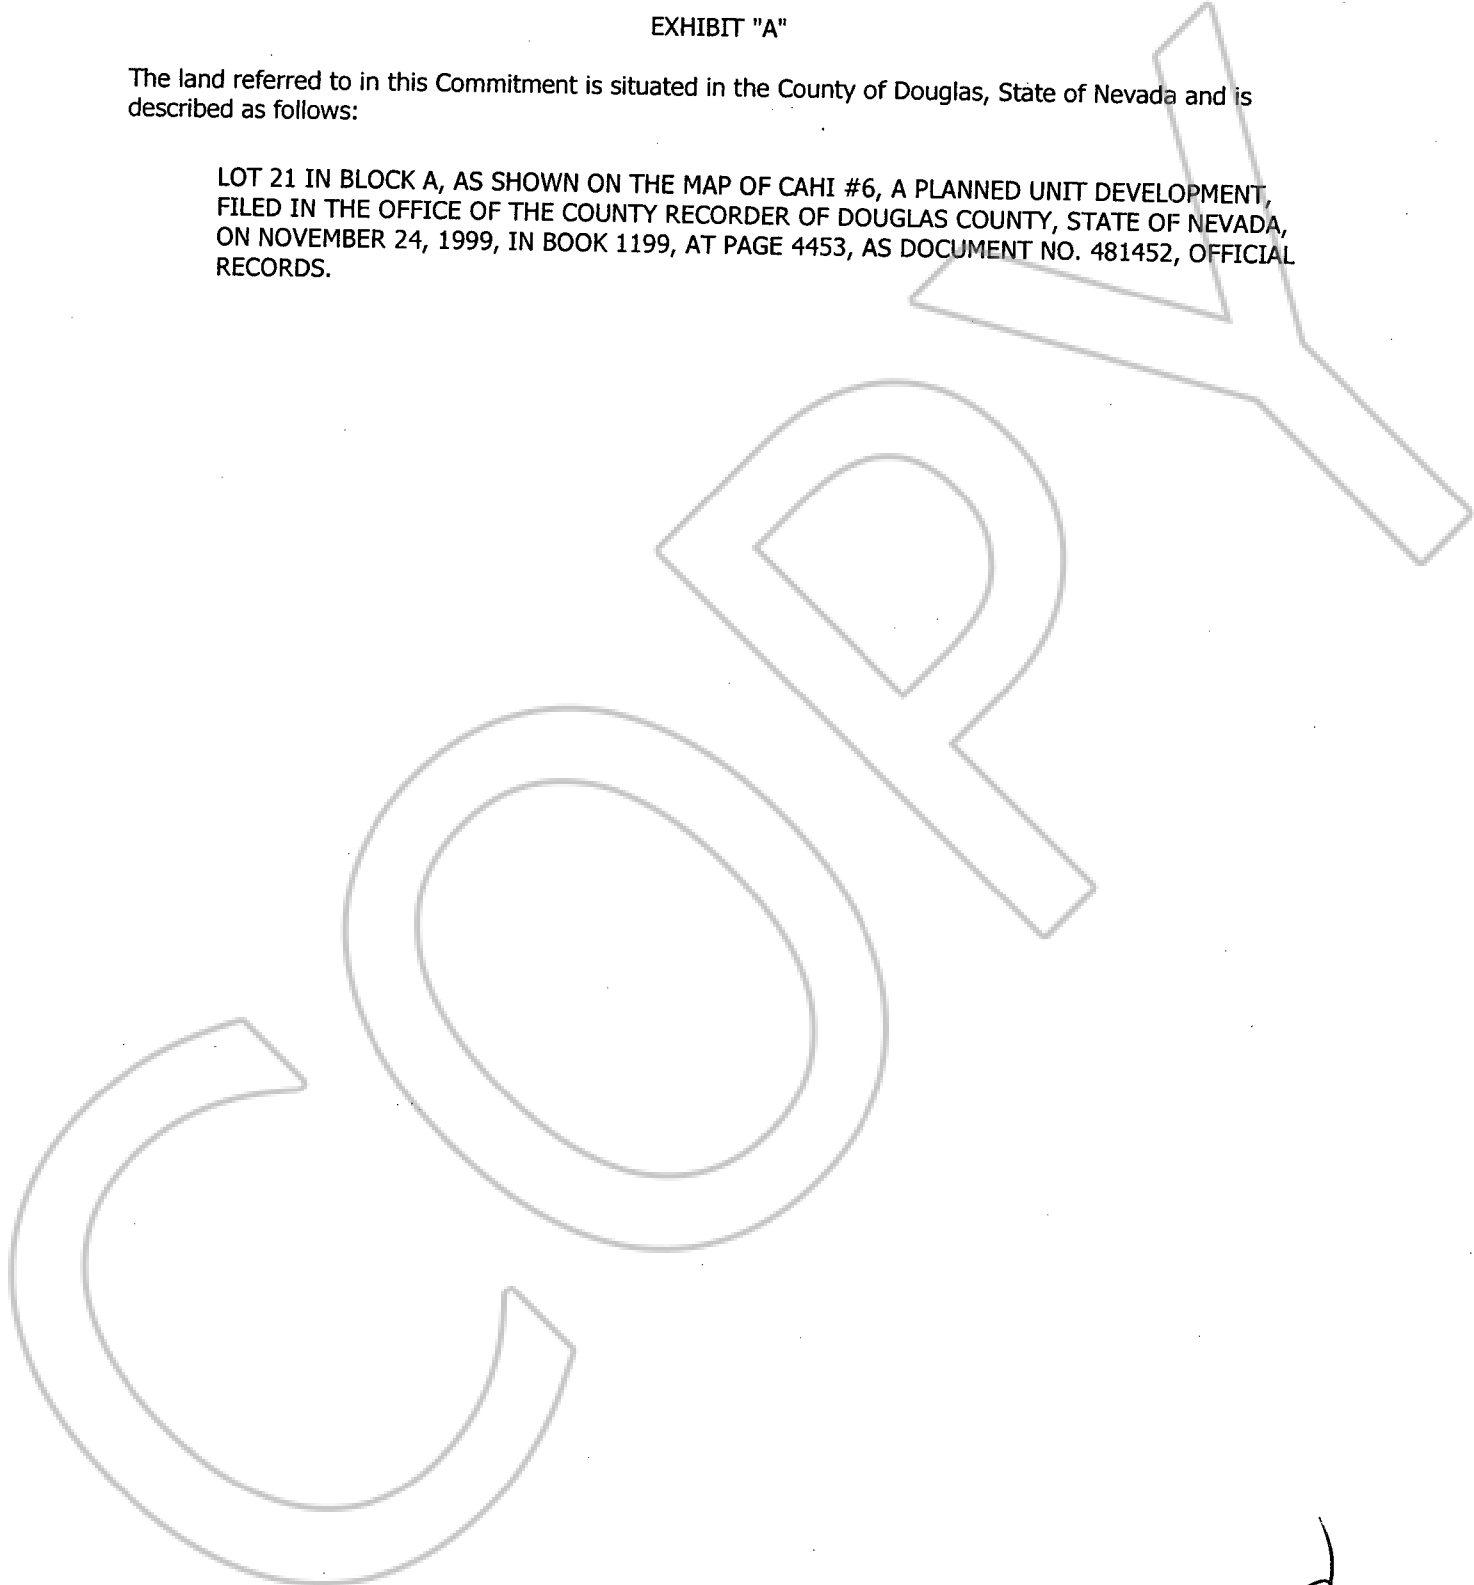 EXHIBIT "A"
The land referred to in this Commitment is situated in the County of Douglas, State of Nevada and is
described as follows:
LOT 21 IN BLOCK A, AS SHOWN ON THE MAP OF CAHI #6, A PLANNED UNIT DEVELOPMENT,
FILED IN THE OFFICE OF THE COUNTY RECORDER OF DOUGLAS COUNTY, STATE OF NEVADA,
ON NOVEMBER 24, 1999, IN BOOK 1199, AT PAGE 4453, AS DOCUMENT NO. 481452, OFFICIAL
RECORDS.
COPY